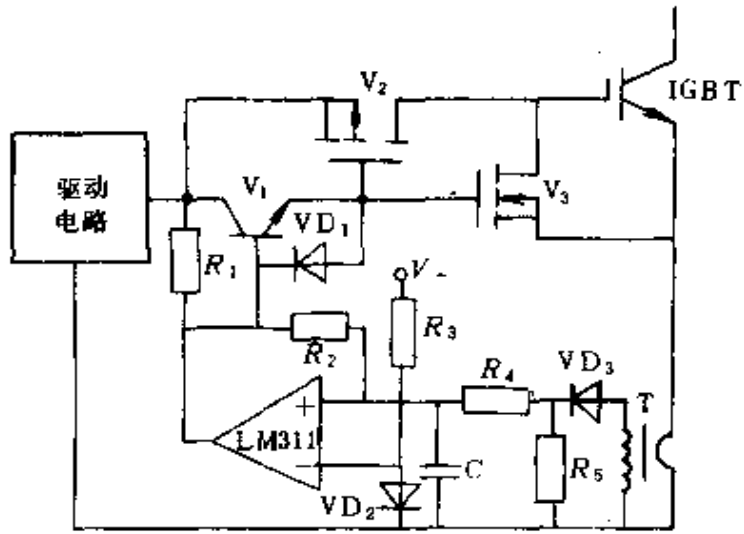 V₂
IGBT
驱动
电路
V₁
VD₁
V₃
R₁
V-
R₂
R₃
R₄
VD₃
T
+
LM311
−
C
R₅
VD₂